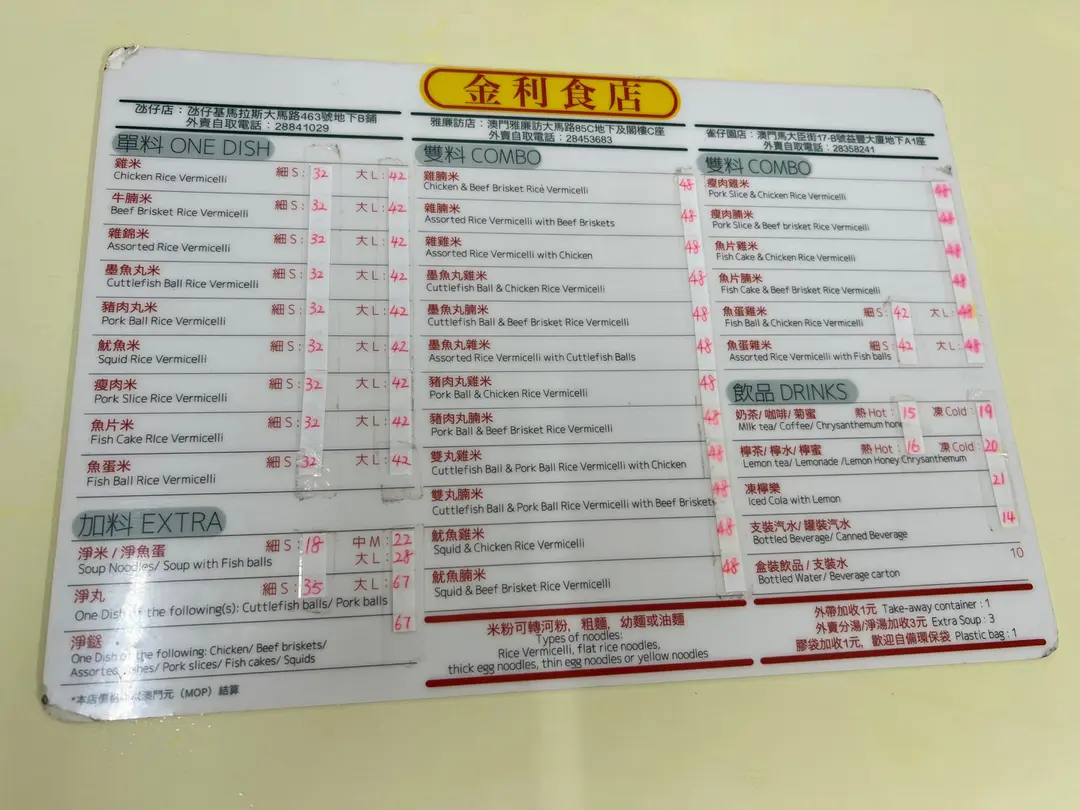 金利食店
氹仔店：氹仔基馬拉斯大馬路463號地下B鋪
外賣自取電話：28841029
雅廉訪店：澳門雅廉訪大馬路85C地下及閣樓C座
外賣自取電話：28453683
雀仔園店：澳門馬大臣街17-B號益豐大廈地下A1座
外賣自取電話：28358241
單料 ONE DISH
雞米 細 S : 32 大 L : 42
Chicken Rice Vermicelli
牛腩米 細 S : 32 大 L : 42
Beef Brisket Rice Vermicelli
雜錦米 細 S : 32 大 L : 42
Assorted Rice Vermicelli
墨魚丸米 細 S : 32 大 L : 42
Cuttlefish Ball Rice Vermicelli
豬肉丸米 細 S : 32 大 L : 42
Pork Ball Rice Vermicelli
魷魚米 細 S : 32 大 L : 42
Squid Rice Vermicelli
瘦肉米 細 S : 32 大 L : 42
Pork Slice Rice Vermicelli
魚片米 細 S : 32 大 L : 42
Fish Cake Rice Vermicelli
魚蛋米 細 S : 32 大 L : 42
Fish Ball Rice Vermicelli
加料 EXTRA
淨米 / 淨魚蛋 細 S : 18 中 M : 22
大 L : 28
Soup Noodles/ Soup with Fish balls
淨丸 細 S : 35 大 L : 67
One Dish of the following(s): Cuttlefish balls/ Pork balls
67
淨餸
One Dish of the following: Chicken/ Beef briskets/
Assorted dishes/ Pork slices/ Fish cakes/ Squids
*本店價 澳門元（MOP）結算
雙料 COMBO
雞腩米 48
Chicken & Beef Brisket Rice Vermicelli
雜腩米 48
Assorted Rice Vermicelli with Beef Briskets
雜雞米 48
Assorted Rice Vermicelli with Chicken
墨魚丸雞米 48
Cuttlefish Ball & Chicken Rice Vermicelli
墨魚丸腩米 48
Cuttlefish Ball & Beef Brisket Rice Vermicelli
墨魚丸雜米 48
Assorted Rice Vermicelli with Cuttlefish Balls
豬肉丸雞米 48
Pork Ball & Chicken Rice Vermicelli
豬肉丸腩米 48
Pork Ball & Beef Brisket Rice Vermicelli
雙丸雞米 48
Cuttlefish Ball & Pork Ball Rice Vermicelli with Chicken
雙丸腩米 48
Cuttlefish Ball & Pork Ball Rice Vermicelli with Beef Briskets
魷魚雞米 48
Squid & Chicken Rice Vermicelli
魷魚腩米 48
Squid & Beef Brisket Rice Vermicelli
米粉可轉河粉，粗麵，幼麵或油麵
Types of noodles:
Rice Vermicelli, flat rice noodles,
thick egg noodles, thin egg noodles or yellow noodles
雙料 COMBO
瘦肉雞米 48
Pork Slice & Chicken Rice Vermicelli
瘦肉腩米 48
Pork Slice & Beef brisket Rice Vermicelli
魚片雞米 48
Fish Cake & Chicken Rice Vermicelli
魚片腩米 48
Fish Cake & Beef Brisket Rice Vermicelli
魚蛋雞米 細 S : 42 大 L : 48
Fish Ball & Chicken Rice Vermicelli
魚蛋雜米 細 S : 42 大 L : 48
Assorted Rice Vermicelli with Fish balls
飲品 DRINKS
奶茶/ 咖啡/ 菊蜜 熱 Hot : 15 凍 Cold : 19
Milk tea/ Coffee/ Chrysanthemum hone
檸茶/ 檸水/ 檸蜜 熱 Hot : 16 凍 Cold : 20
Lemon tea/ Lemonade /Lemon Honey Chrysanthemum
凍檸樂 21
Iced Cola with Lemon
支裝汽水/ 罐裝汽水 14
Bottled Beverage/ Canned Beverage
盒裝飲品 / 支裝水 10
Bottled Water/ Beverage carton
外帶加收1元 Take-away container : 1
外賣分湯/淨湯加收3元 Extra Soup : 3
膠袋加收1元，歡迎自備環保袋 Plastic bag : 1